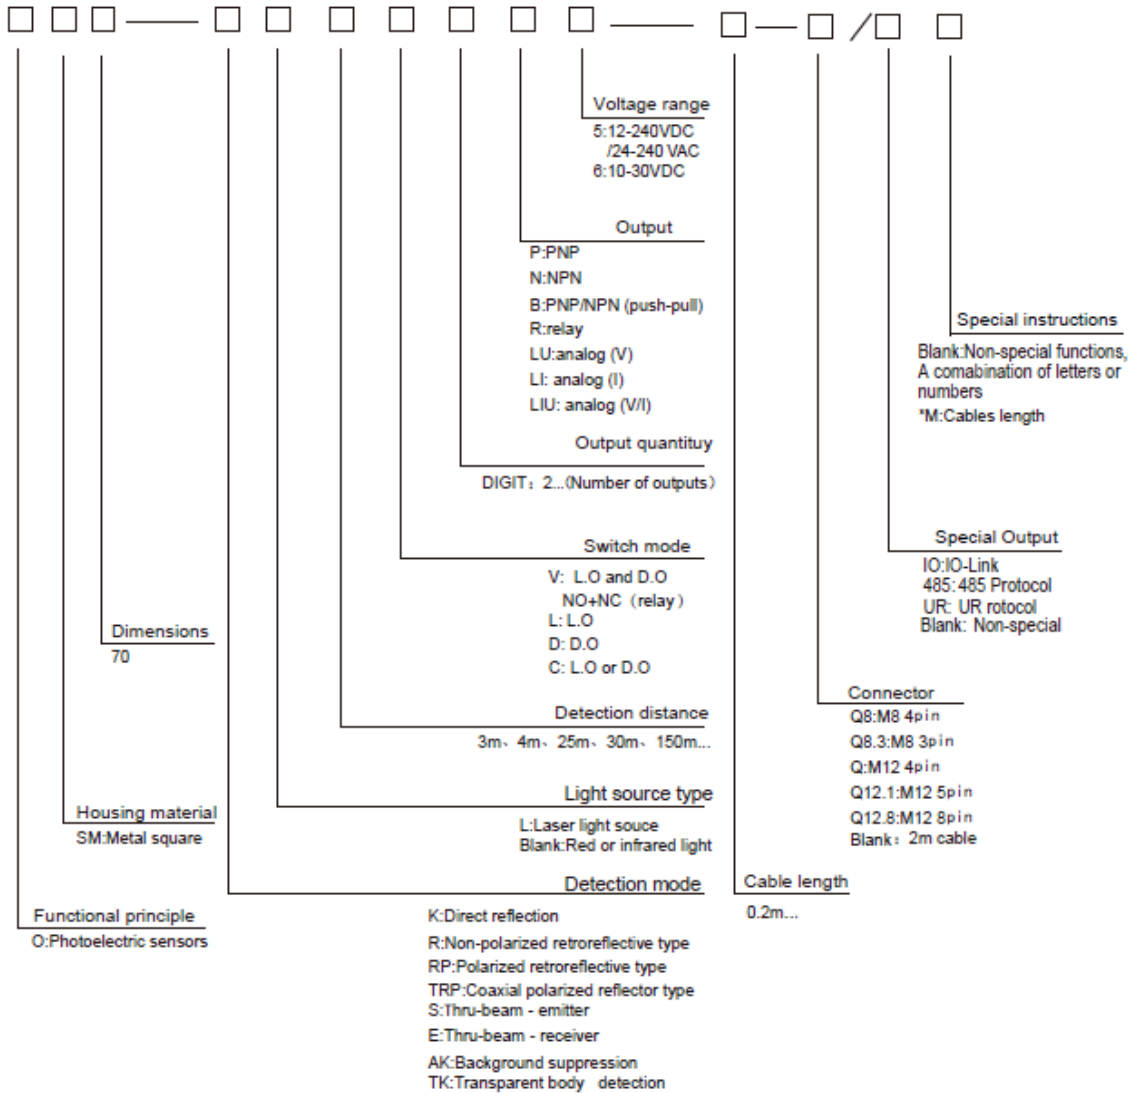 Voltage range
5:12-240VDC
/24-240 VAC
6:10-30VDC
Output
P:PNP
N:NPN
B:PNP/NPN (push-pull)
R:relay
LU:analog (V)
LI: analog (I)
LIU: analog (V/I)
Special instructions
Blank:Non-special functions,
A comabination of letters or
numbers
*M:Cables length
Output quantituy
DIGIT：2...(Number of outputs)
Switch mode
V: L.O and D.O
NO+NC (relay)
L: L.O
D: D.O
C: L.O or D.O
Special Output
IO:IO-Link
485:485 Protocol
UR: UR rotocol
Blank: Non-special
Dimensions
70
Detection distance
3m、4m、25m、30m、150m...
Connector
Q8:M8 4pin
Q8.3:M8 3pin
Q:M12 4pin
Q12.1:M12 5pin
Q12.8:M12 8pin
Blank：2m cable
Light source type
L:Laser light souce
Blank:Red or infrared light
Housing material
SM:Metal square
Detection mode
K:Direct reflection
R:Non-polarized retroreflective type
RP:Polarized retroreflective type
TRP:Coaxial polarized reflector type
S:Thru-beam - emitter
E:Thru-beam - receiver
AK:Background suppression
TK:Transparent body detection
Cable length
0.2m...
Functional principle
O:Photoelectric sensors